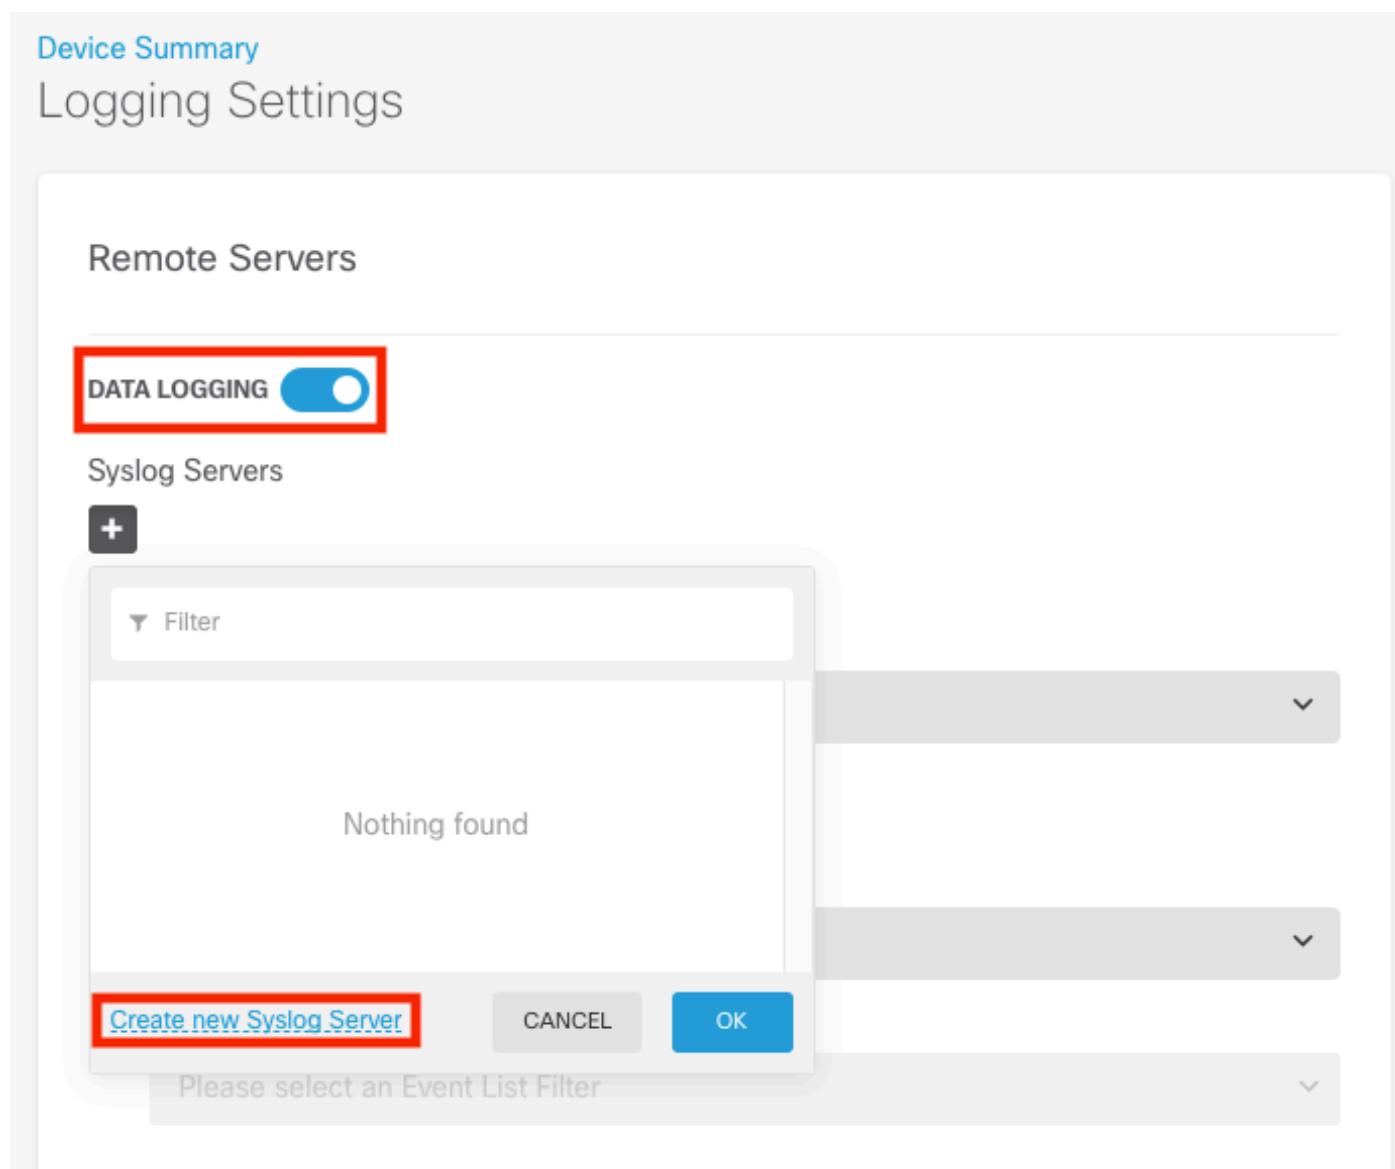 Device Summary
Logging Settings
Remote Servers
DATA LOGGING
Syslog Servers
Filter
Nothing found
Create new Syslog Server
CANCEL
OK
Please select an Event List Filter